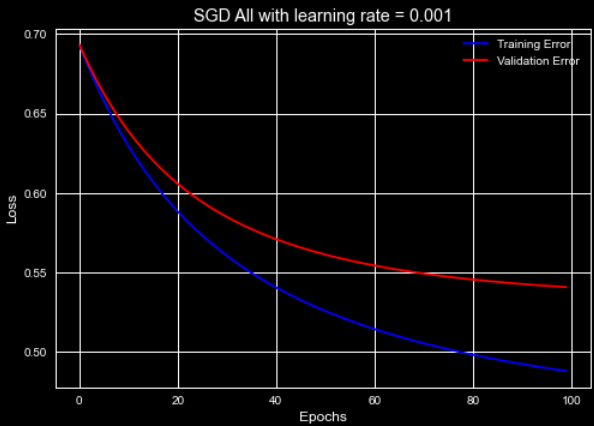 SGD All with learning rate = 0.001
Training Error
Validation Error
Loss
0.70
0.65
0.60
0.55
0.50
0 20 40 60 80 100
Epochs